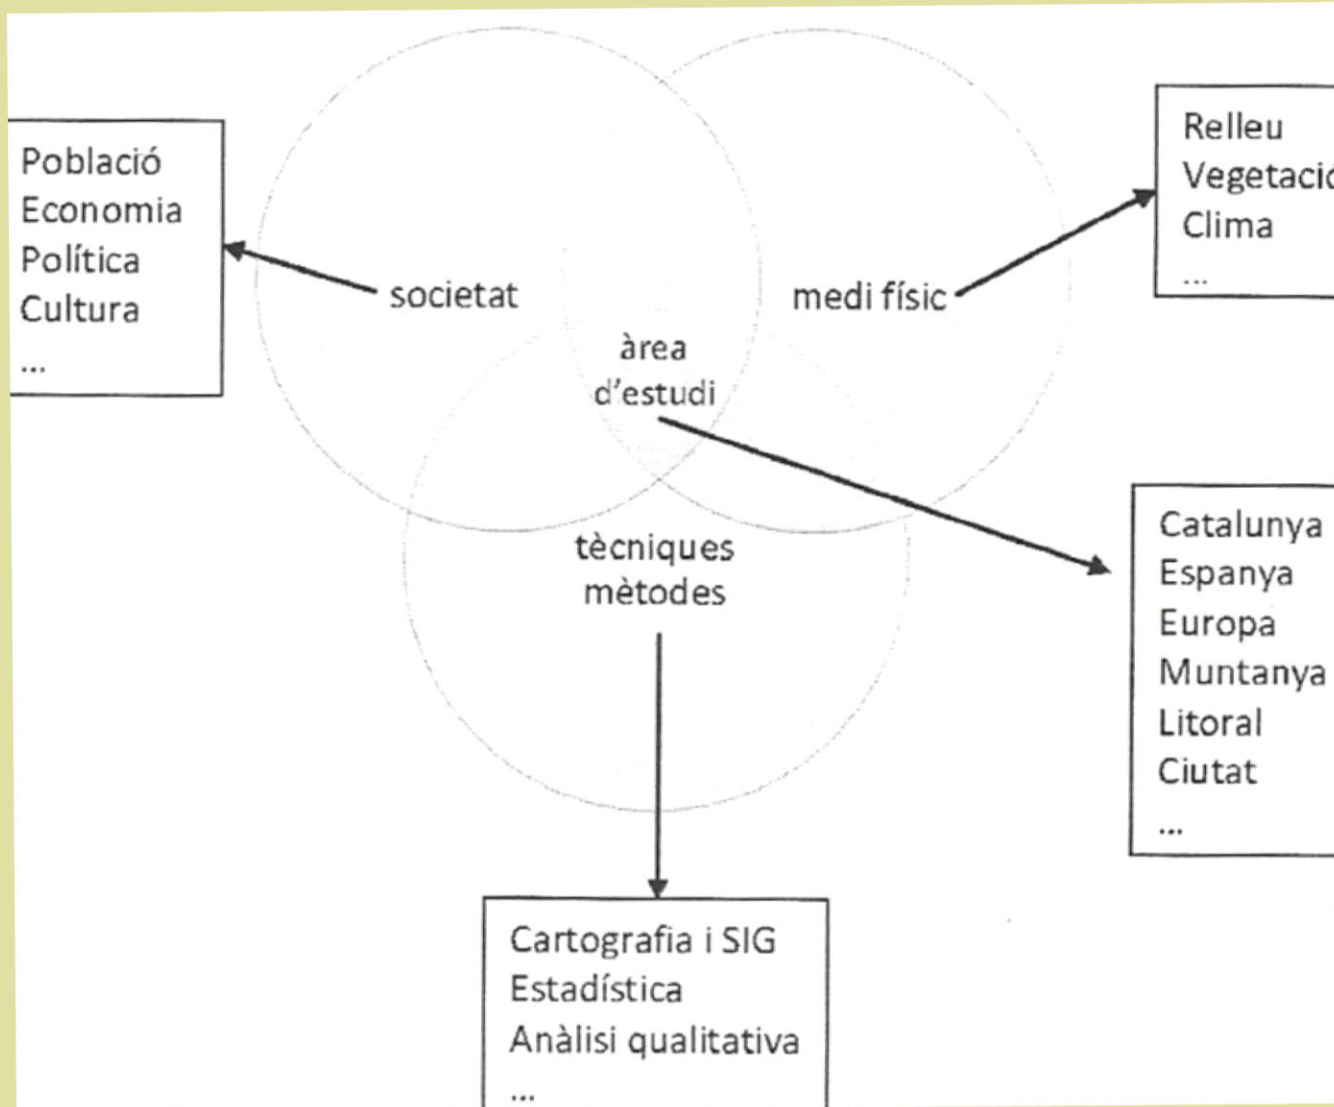 Població
Economia
Política
Cultura
...
societat
medi físic
Relleu
Vegetació
Clima
...
àrea
d'estudi
tècniques
mètodes
Catalunya
Espanya
Europa
Muntanya
Litoral
Ciutat
...
Cartografia i SIG
Estadística
Anàlisi qualitativa
...